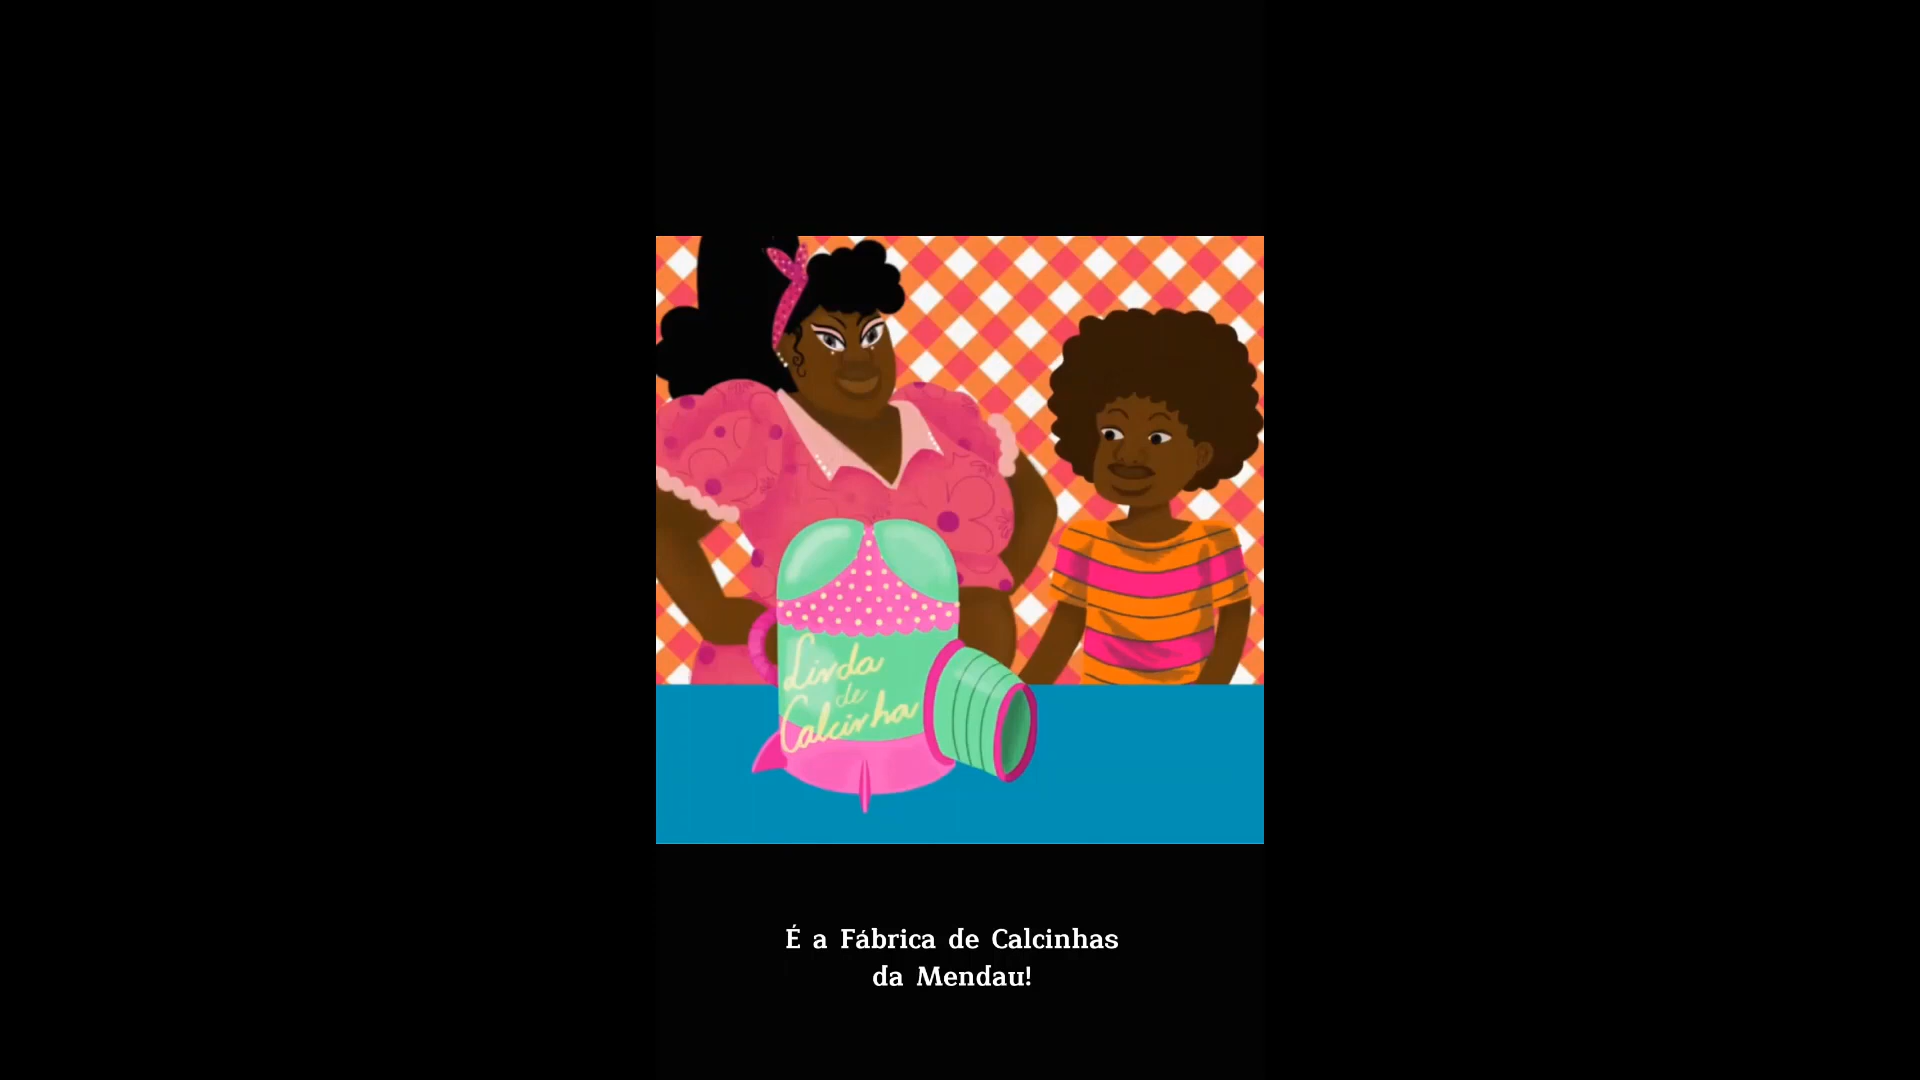 Linda
de
Calcinha
É a Fábrica de Calcinhas
da Mendau!